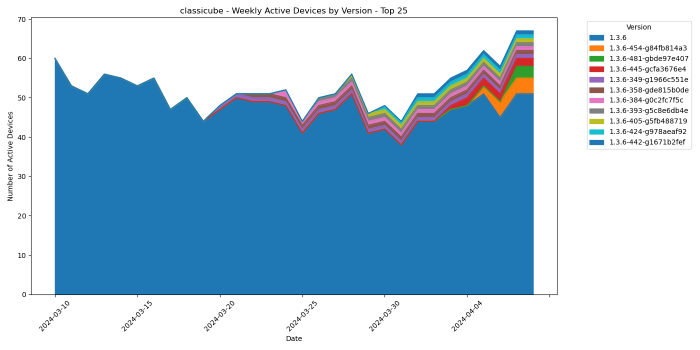 classicube - Weekly Active Devices by Version - Top 25
70
60
50
40
30
20
10
0
Number of Active Devices
2024-03-10
2024-03-15
2024-03-20
2024-03-25
2024-03-30
2024-04-04
Date
Version
1.3.6
1.3.6-454-g84fb814a3
1.3.6-481-gbde97e407
1.3.6-445-gcfa3676e4
1.3.6-349-g1966c551e
1.3.6-358-gde815b0de
1.3.6-384-g0c2fc7f5c
1.3.6-393-g5c8e6db4e
1.3.6-405-g5fb488719
1.3.6-424-g978aeaf92
1.3.6-442-g1671b2fef